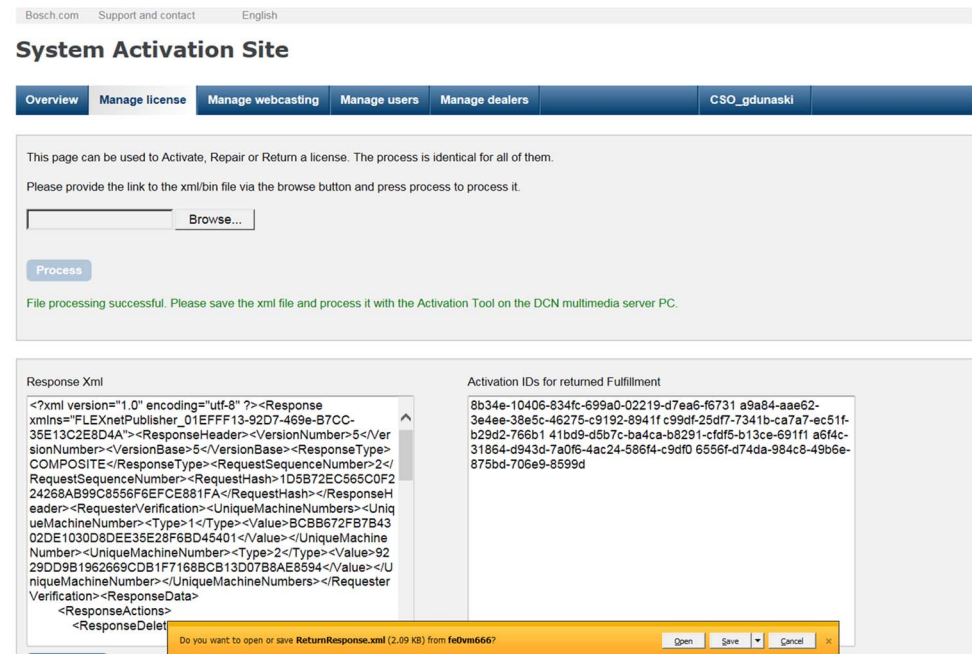 Bosch.com Support and contact English
System Activation Site
Overview Manage license Manage webcasting Manage users Manage dealers CSO_gdunaski
This page can be used to Activate, Repair or Return a license. The process is identical for all of them.
Please provide the link to the xml/bin file via the browse button and press process to process it.
Browse...
Process
File processing successful. Please save the xml file and process it with the Activation Tool on the DCN multimedia server PC.
Response Xml
<?xml version="1.0" encoding="utf-8" ?><Response
xmlns="FLEXnetPublisher_01EFFF13-92D7-469e-B7CC-
35E13C2E8D4A"><ResponseHeader><VersionNumber>5</Ver
sionNumber><VersionBase>5</VersionBase><ResponseType>
COMPOSITE</ResponseType><RequestSequenceNumber>2</
RequestSequenceNumber><RequestHash>1D5B72EC565C0F2
24268AB99C8556F6EFCE881FA</RequestHash></ResponseH
eader><RequesterVerification><UniqueMachineNumbers><Uniq
ueMachineNumber><Type>1</Type><Value>BCBB672FB7B43
02DE1030D8DEE35E28F6BD45401</Value></UniqueMachine
Number><UniqueMachineNumber><Type>2</Type><Value>92
29DD9B1962669CDB1F7168BCB13D07B8AE8594</Value></U
niqueMachineNumber></UniqueMachineNumbers></Requester
Verification><ResponseData>
<ResponseActions>
<ResponseDelet
Activation IDs for returned Fulfillment
8b34e-10406-834fc-699a0-02219-d7ea6-f6731 a9a84-aae62-
3e4ee-38e5c-46275-c9192-8941f c99df-25df7-7341b-ca7a7-ec51f-
b29d2-766b1 41bd9-d5b7c-ba4ca-b8291-cfdf5-b13ce-691f1 a6f4c-
31864-d943d-7a0f6-4ac24-586f4-c9df0 6556f-d74da-984c8-49b6e-
875bd-706e9-8599d
Do you want to open or save ReturnResponse.xml (2.09 KB) from fe0vm666?
Open Save Cancel ×